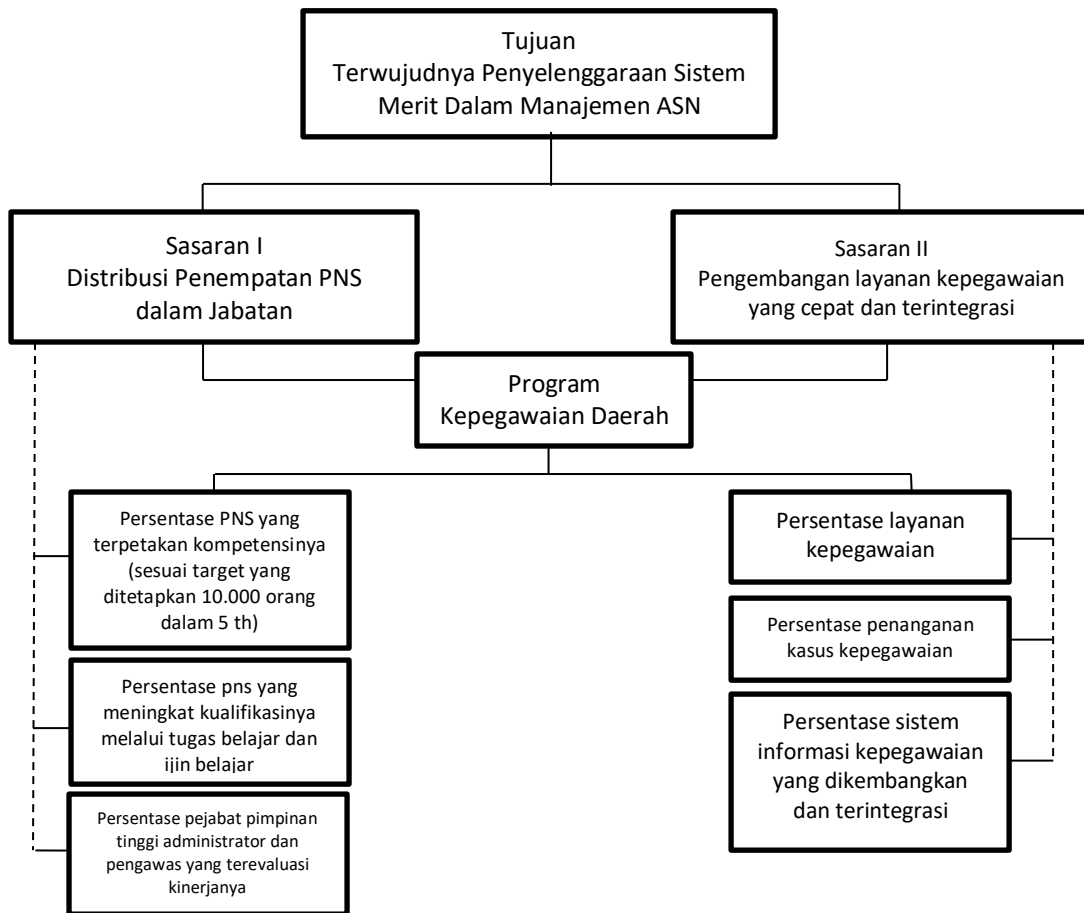 Tujuan
Terwujudnya Penyelenggaraan Sistem
Merit Dalam Manajemen ASN
Sasaran I
Distribusi Penempatan PNS
dalam Jabatan
Sasaran II
Pengembangan layanan kepegawaian
yang cepat dan terintegrasi
Program
Kepegawaian Daerah
Persentase PNS yang
terpetakan kompetensinya
(sesuai target yang
ditetapkan 10.000 orang
dalam 5 th)
Persentase pns yang
meningkat kualifikasinya
melalui tugas belajar dan
ijin belajar
Persentase pejabat pimpinan
tinggi administrator dan
pengawas yang terevaluasi
kinerjanya
Persentase layanan
kepegawaian
Persentase penanganan
kasus kepegawaian
Persentase sistem
informasi kepegawaian
yang dikembangkan
dan terintegrasi